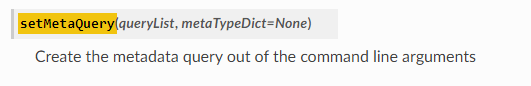 setMetaQuery(queryList, metaTypeDict=None)
Create the metadata query out of the command line arguments